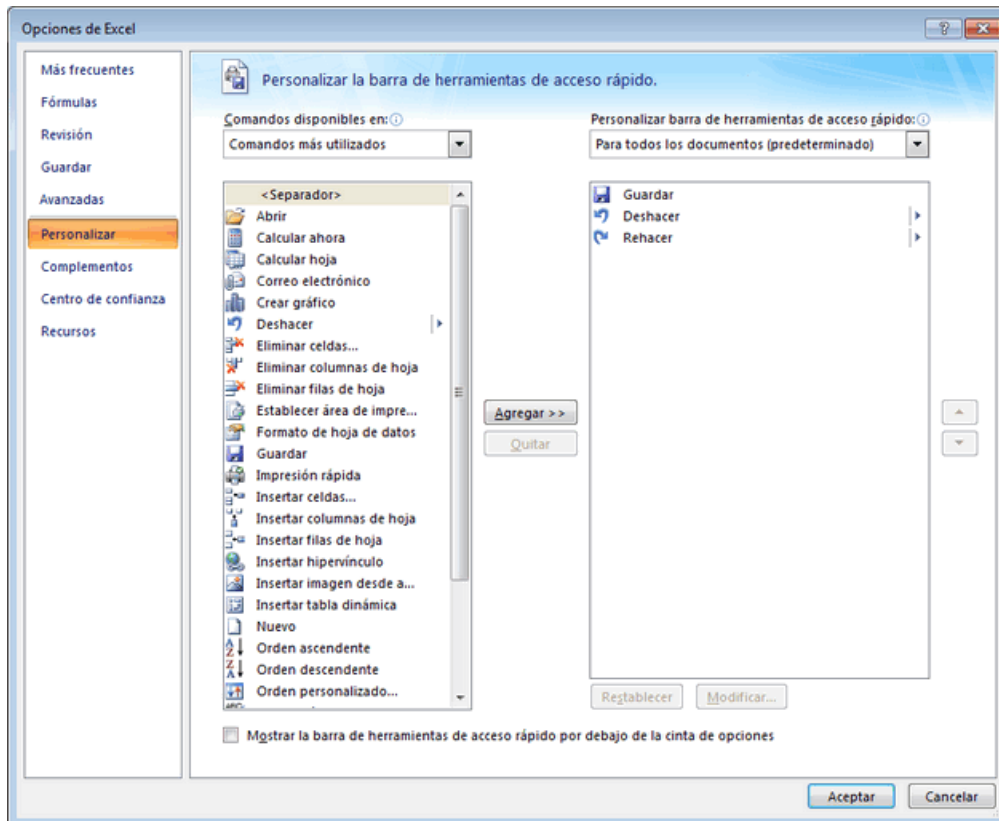 Opciones de Excel
Más frecuentes
Fórmulas
Revisión
Guardar
Avanzadas
Personalizar
Complementos
Centro de confianza
Recursos
Personalizar la barra de herramientas de acceso rápido.
Comandos disponibles en:
Comandos más utilizados
<Separador>
Abrir
Calcular ahora
Calcular hoja
Correo electrónico
Crear gráfico
Deshacer
Eliminar celdas...
Eliminar columnas de hoja
Eliminar filas de hoja
Establecer área de impre...
Formato de hoja de datos
Guardar
Impresión rápida
Insertar celdas...
Insertar columnas de hoja
Insertar filas de hoja
Insertar hipervínculo
Insertar imagen desde a...
Insertar tabla dinámica
Nuevo
Orden ascendente
Orden descendente
Orden personalizado...
Agregar >>
Quitar
Personalizar barra de herramientas de acceso rápido:
Para todos los documentos (predeterminado)
Guardar
Deshacer
Rehacer
Restablecer
Modificar...
Mostrar la barra de herramientas de acceso rápido por debajo de la cinta de opciones
Aceptar
Cancelar